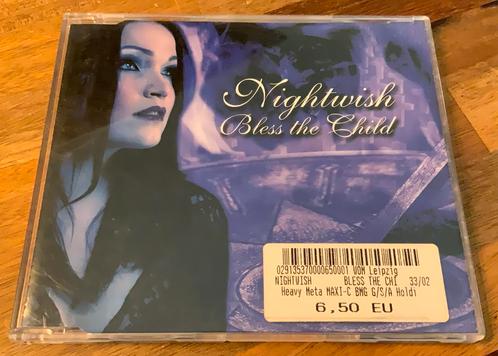 Nightwish
Bless the Child
029135370000650001 WOM Leipzig
NIGHTWISH BLESS THE CHI 33/02
Heavy Meta MAXI-C BMG G/S/A Holdi
6,50 EU